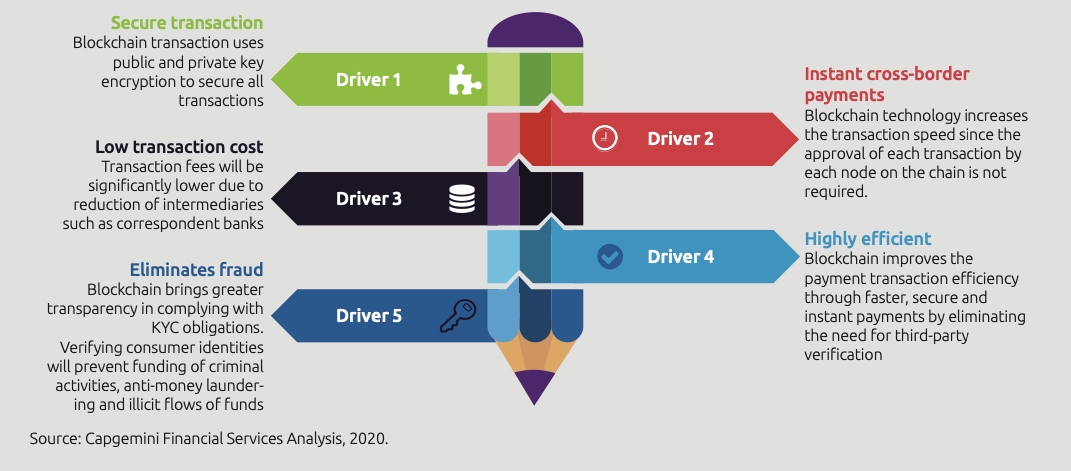 Secure transaction
Blockchain transaction uses
public and private key
encryption to secure all
transactions
Driver 1
Instant cross-border
payments
Blockchain technology increases
the transaction speed since the
approval of each transaction by
each node on the chain is not
required.
Driver 2
Low transaction cost
Transaction fees will be
significantly lower due to
reduction of intermediaries
such as correspondent banks
Driver 3
Highly efficient
Blockchain improves the
payment transaction efficiency
through faster, secure and
instant payments by eliminating
the need for third-party
verification
Driver 4
Eliminates fraud
Blockchain brings greater
transparency in complying with
KYC obligations.
Verifying consumer identities
will prevent funding of criminal
activities, anti-money launder-
ing and illicit flows of funds
Driver 5
Source: Capgemini Financial Services Analysis, 2020.